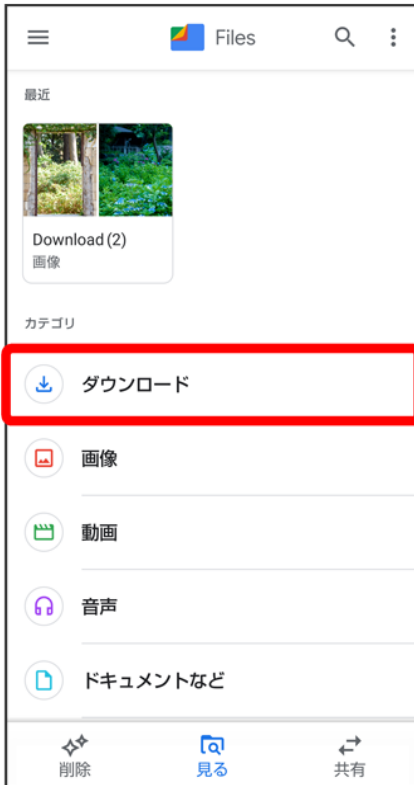 Files
最近
Download (2)
画像
カテゴリ
ダウンロード
画像
動画
音声
ドキュメントなど
削除
見る
共有